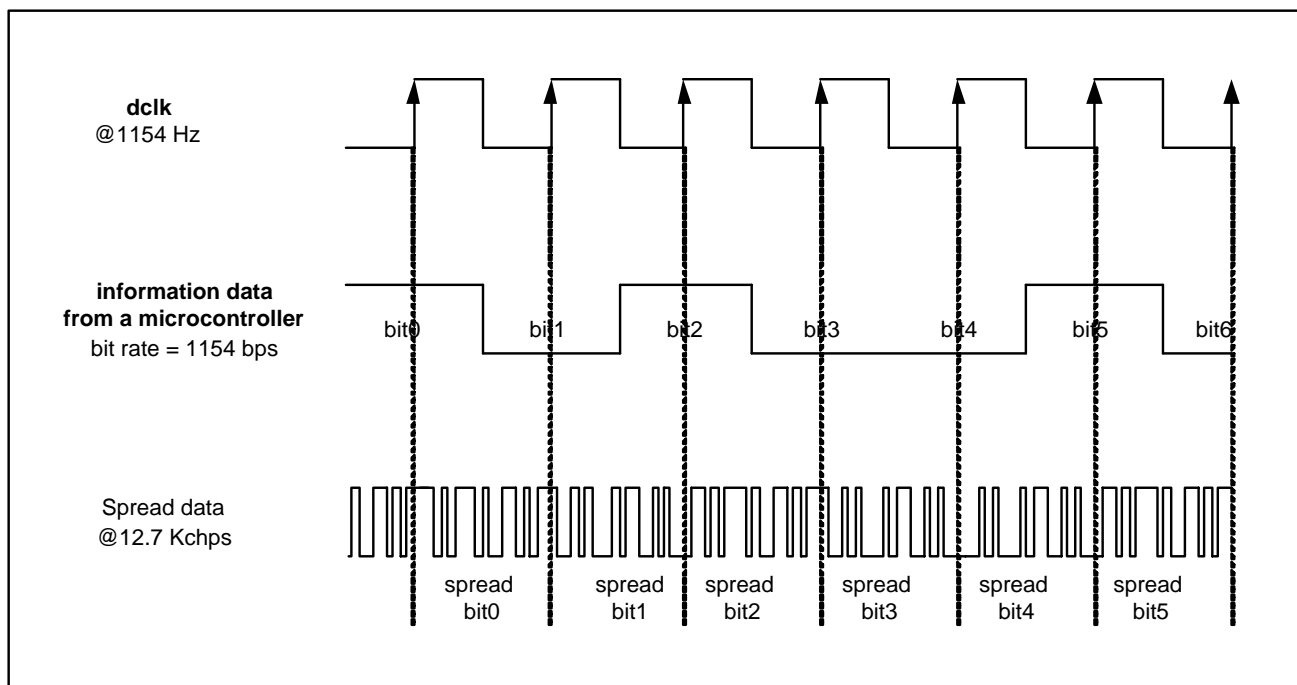 dclk
@1154 Hz
information data
from a microcontroller
bit rate = 1154 bps
bit0 bit1 bit2 bit3 bit4 bit5 bit6
Spread data
@12.7 Kchps
spread spread spread spread spread spread
bit0 bit1 bit2 bit3 bit4 bit5